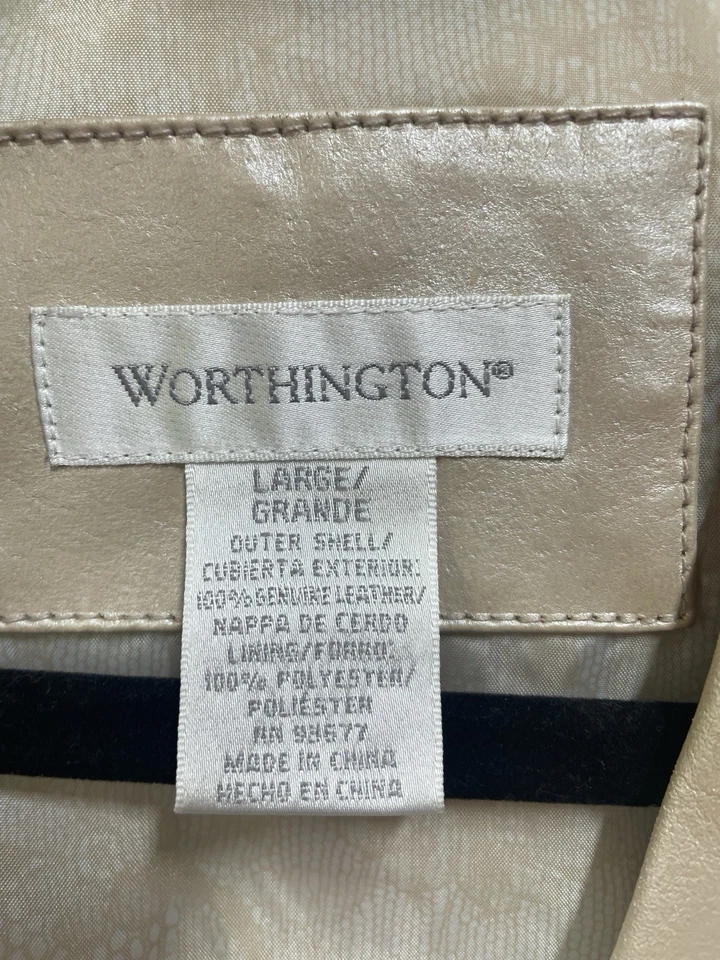 WORTHINGTON®
LARGE/
GRANDE
OUTER SHELL/
CUBIERTA EXTERIOR:
100% GENUINE LEATHER/
NAPPA DE CERDO
LINING/FORRO:
100% POLYESTER/
POLIÉSTER
RN 93677
MADE IN CHINA
HECHO EN CHINA